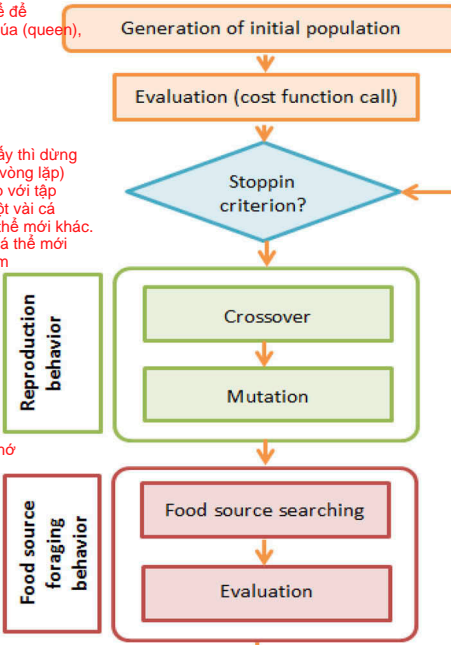 ể để
úa (queen),
Generation of initial population
Evaluation (cost function call)
ẫy thì dừng
vòng lặp)
o với tập
ột vài cá
thể mới khác.
á thể mới
m
Stoppin
criterion?
Reproduction
behavior
Crossover
Mutation
hớ
Food source
foraging
behavior
Food source searching
Evaluation